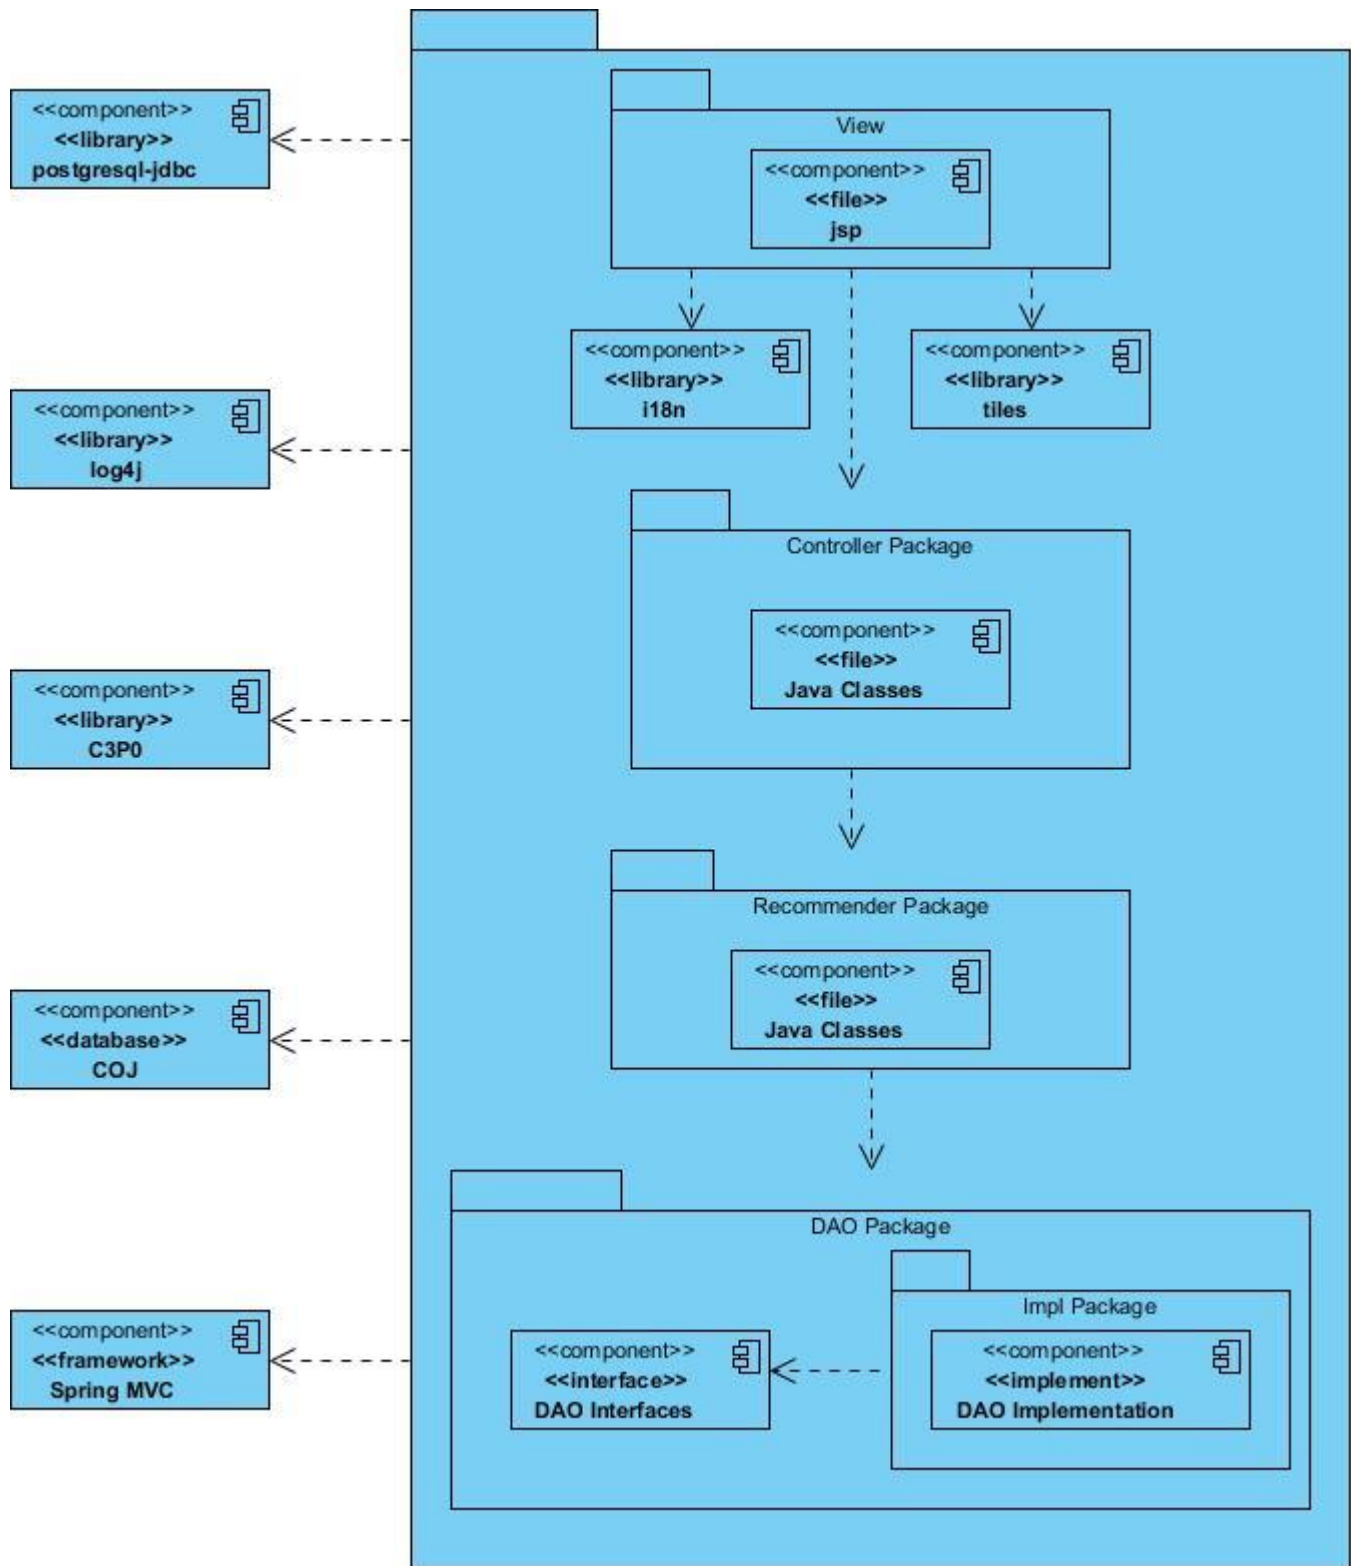 <<component>>
<<library>>
postgresql-jdbc
<<component>>
<<library>>
log4j
<<component>>
<<library>>
C3P0
<<component>>
<<database>>
COJ
<<component>>
<<framework>>
Spring MVC
View
<<component>>
<<file>>
jsp
<<component>>
<<library>>
i18n
<<component>>
<<library>>
tiles
Controller Package
<<component>>
<<file>>
Java Classes
Recommender Package
<<component>>
<<file>>
Java Classes
DAO Package
<<component>>
<<interface>>
DAO Interfaces
Impl Package
<<component>>
<<implement>>
DAO Implementation